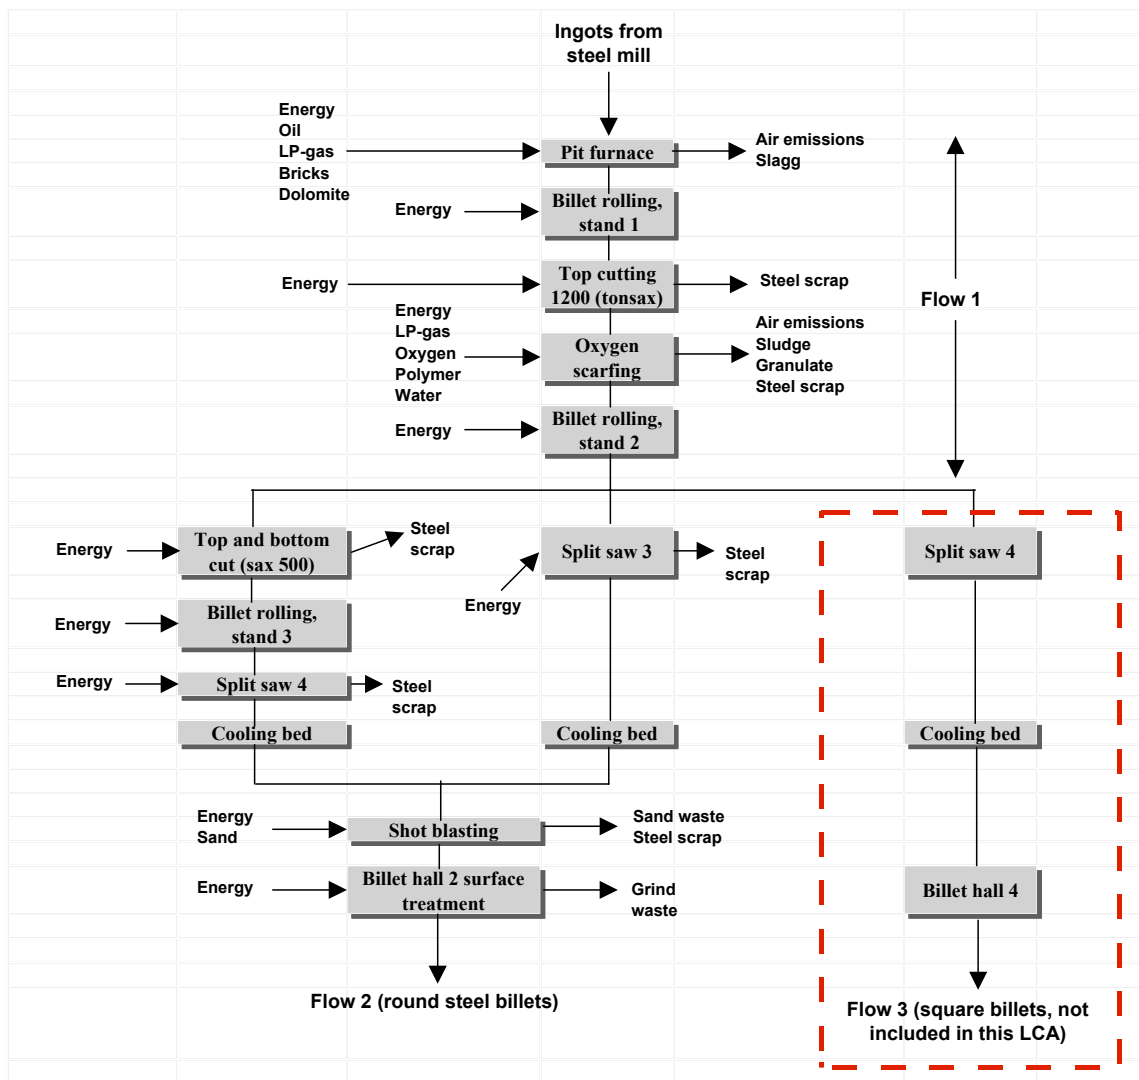 Ingots from
steel mill
Energy
Oil
LP-gas
Bricks
Dolomite
Pit furnace
Air emissions
Slagg
Energy
Billet rolling,
stand 1
Energy
Top cutting
1200 (tonsax)
Steel scrap
Flow 1
Energy
LP-gas
Oxygen
Polymer
Water
Oxygen
scarfing
Air emissions
Sludge
Granulate
Steel scrap
Energy
Billet rolling,
stand 2
Energy
Top and bottom
cut (sax 500)
Steel
scrap
Split saw 3
Energy
Steel
scrap
Split saw 4
Energy
Billet rolling,
stand 3
Energy
Split saw 4
Steel
scrap
Cooling bed
Cooling bed
Cooling bed
Energy
Sand
Shot blasting
Sand waste
Steel scrap
Energy
Billet hall 2 surface
treatment
Grind
waste
Billet hall 4
Flow 2 (round steel billets)
Flow 3 (square billets, not
included in this LCA)